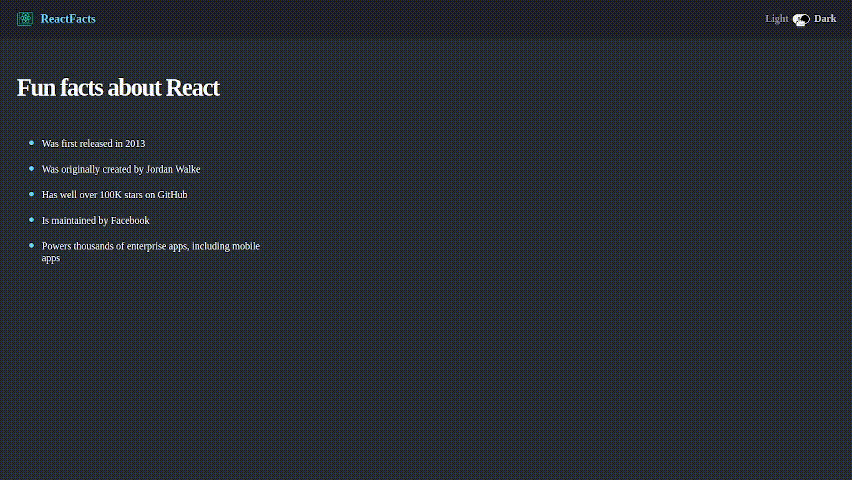 ReactFacts
Light
Dark
Fun facts about React
Was first released in 2013
Was originally created by Jordan Walke
Has well over 100K stars on GitHub
Is maintained by Facebook
Powers thousands of enterprise apps, including mobile
apps